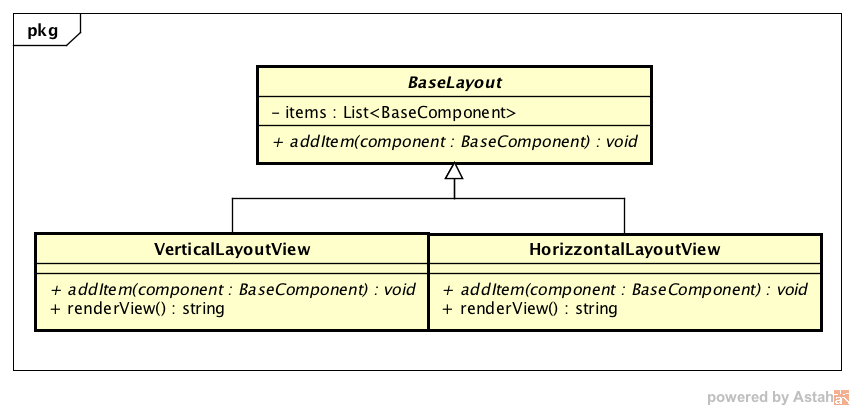 pkg
BaseLayout
- items : List<BaseComponent>
+ addItem(component : BaseComponent) : void
VerticalLayoutView
+ addItem(component : BaseComponent) : void
+ renderView() : string
HorizzontalLayoutView
+ addItem(component : BaseComponent) : void
+ renderView() : string
powered by Astah